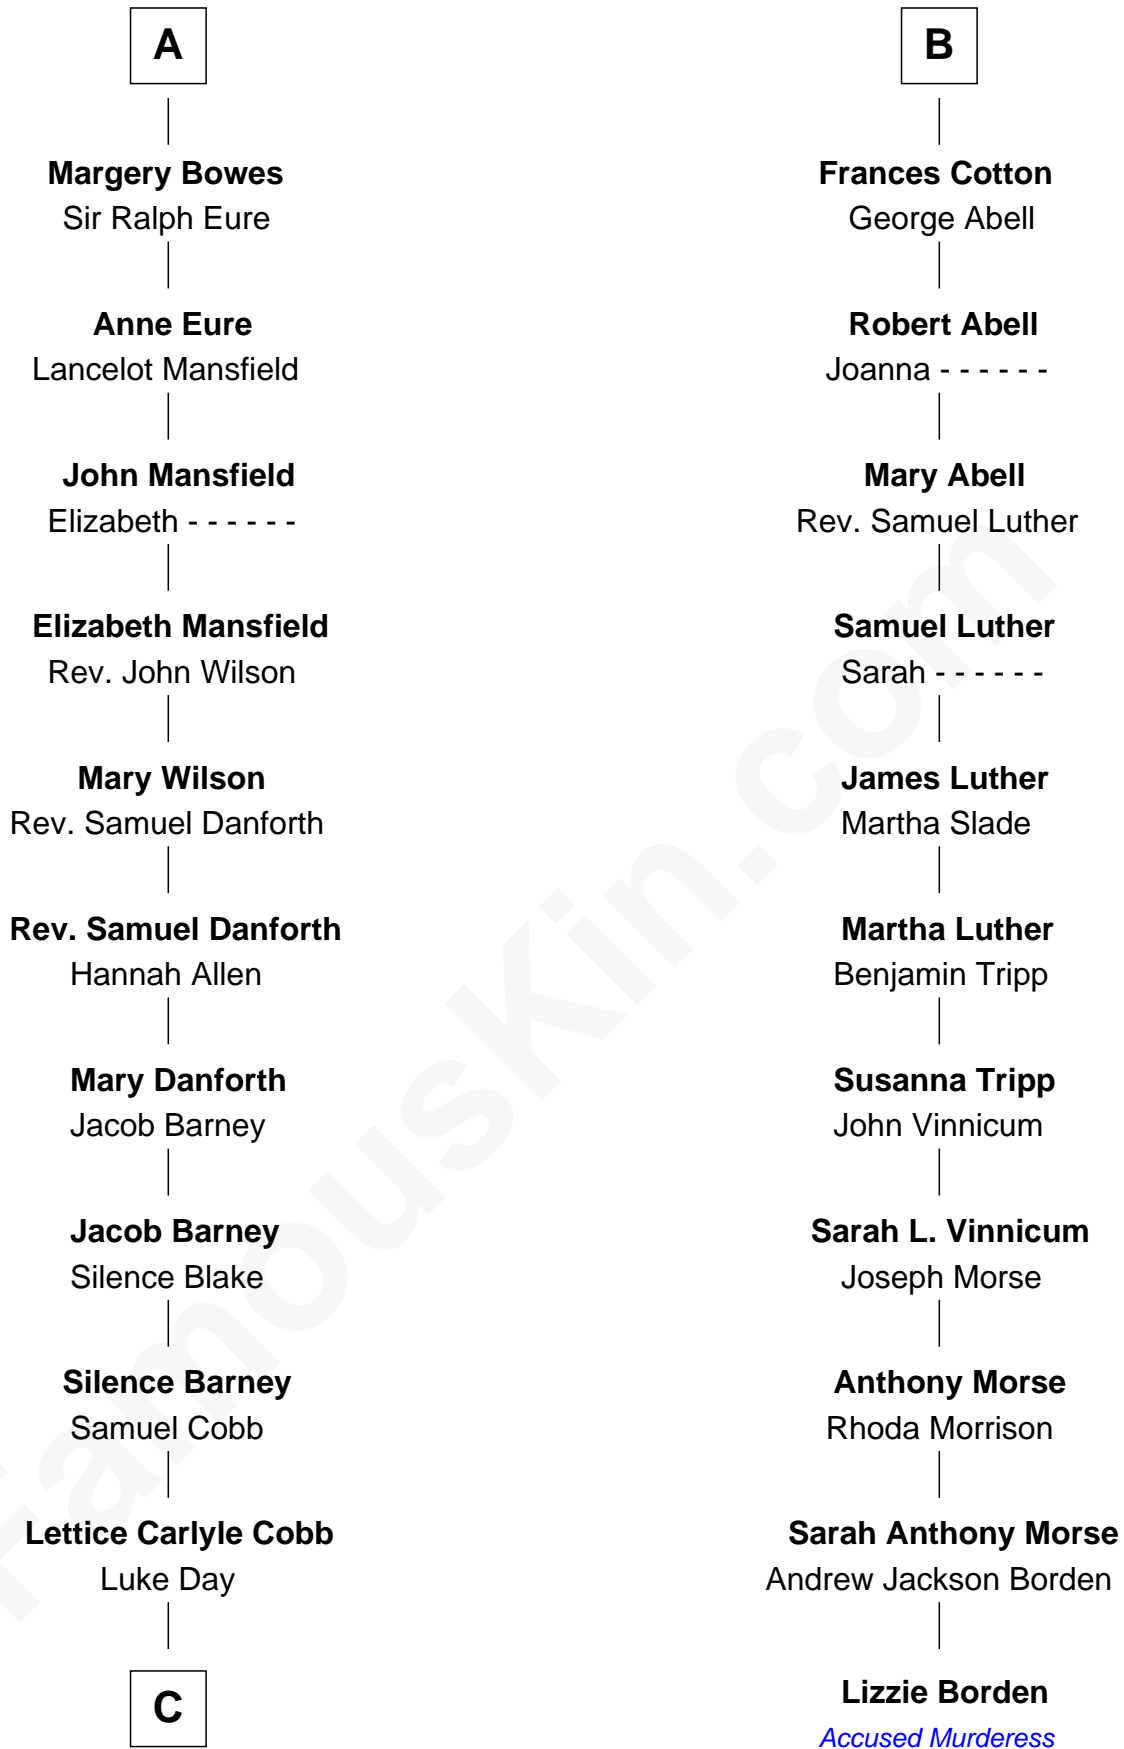 A
Margery Bowes
Sir Ralph Eure
Anne Eure
Lancelot Mansfield
John Mansfield
Elizabeth - - - - - -
Elizabeth Mansfield
Rev. John Wilson
Mary Wilson
Rev. Samuel Danforth
Rev. Samuel Danforth
Hannah Allen
Mary Danforth
Jacob Barney
Jacob Barney
Silence Blake
Silence Barney
Samuel Cobb
Lettice Carlyle Cobb
Luke Day
C
B
Frances Cotton
George Abell
Robert Abell
Joanna - - - - - -
Mary Abell
Rev. Samuel Luther
Samuel Luther
Sarah - - - - - -
James Luther
Martha Slade
Martha Luther
Benjamin Tripp
Susanna Tripp
John Vinnicum
Sarah L. Vinnicum
Joseph Morse
Anthony Morse
Rhoda Morrison
Sarah Anthony Morse
Andrew Jackson Borden
Lizzie Borden
Accused Murderess
FamousKin.com